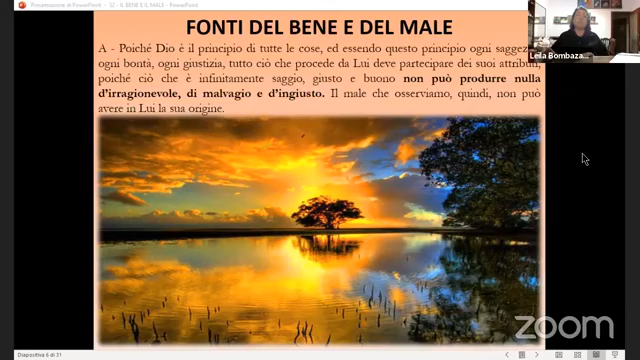 Presentazione di PowerPoint - 12 - IL BENE E IL MALE - PowerPoint
FONTI DEL BENE E DEL MALE
A - Poiché Dio è il principio di tutte le cose, ed essendo questo principio ogni saggezza,
ogni bontà, ogni giustizia, tutto ciò che procede da Lui deve partecipare dei suoi attributi,
poiché ciò che è infinitamente saggio, giusto e buono non può produrre nulla
d'irragionevole, di malvagio e d'ingiusto. Il male che osserviamo, quindi, non può
avere in Lui la sua origine.
Leila Bombaza...
zoom
Diapositiva 6 di 31